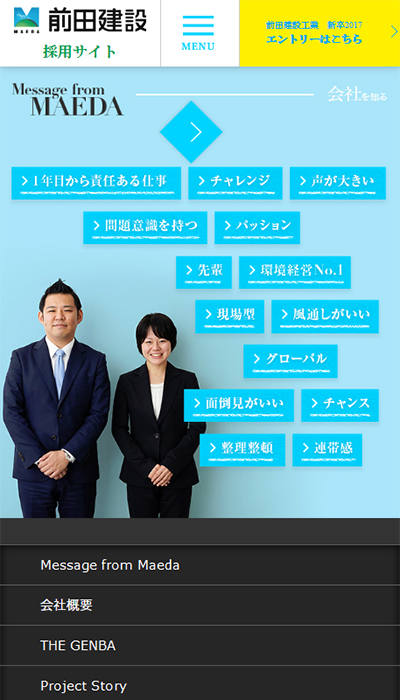 MAEDA
前田建設
採用サイト
MENU
前田建設工業 新卒2017
エントリーはこちら
Message from
MAEDA
会社を知る
1年目から責任ある仕事
チャレンジ
声が大きい
問題意識を持つ
パッション
先輩
環境経営No.1
現場型
風通しがいい
グローバル
面倒見がいい
チャンス
整理整頓
連帯感
Message from Maeda
会社概要
THE GENBA
Project Story